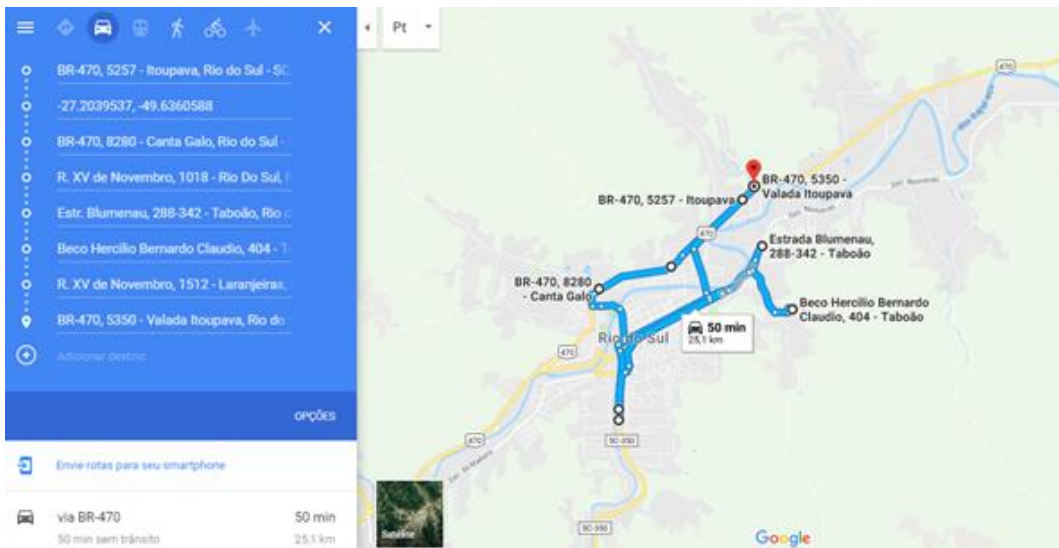 BR-470, 5257 - Itoupava, Rio do Sul - SC,
-27.2039537, -49.6360588
BR-470, 8280 - Canta Galo, Rio do Sul -
R. XV de Novembro, 1018 - Rio Do Sul,
Estr. Blumenau, 288-342 - Taboão, Rio
Beco Hercílio Bernardo Claudio, 404 -
R. XV de Novembro, 1512 - Laranjeiras,
BR-470, 5350 - Valada Itoupava, Rio do
Adicionar destino
OPÇÕES
Envie rotas para seu smartphone
via BR-470 50 min
50 min sem trânsito 25,1 km
Pt
470
BR-470, 5350 -
Valada Itoupava
BR-470, 5257 - Itoupava
470
Estrada Blumenau,
288-342 - Taboão
BR-470, 8280
- Canta Galo
Beco Hercílio Bernardo
Claudio, 404 - Taboão
50 min
25,1 km
Rio do Sul
470
470
SC-350
SC-350
Satélite
Google